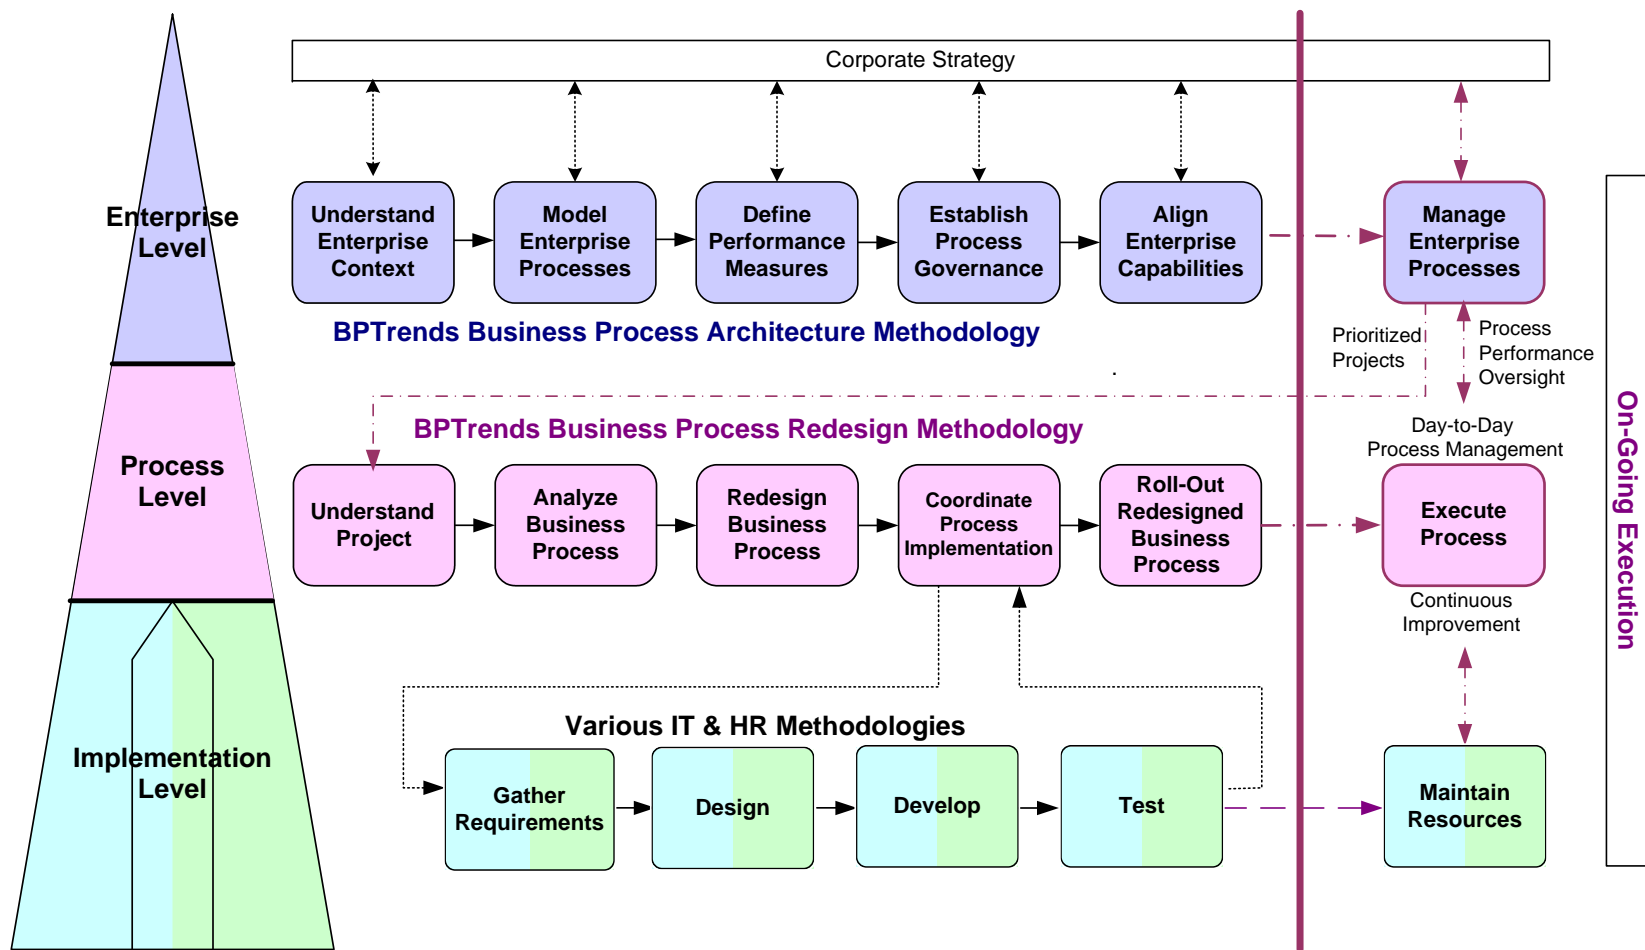 Corporate Strategy
Enterprise
Level
Understand
Enterprise
Context
Model
Enterprise
Processes
Define
Performance
Measures
Establish
Process
Governance
Align
Enterprise
Capabilities
Manage
Enterprise
Processes
BPTrends Business Process Architecture Methodology
Prioritized
Projects
Process
Performance
Oversight
BPTrends Business Process Redesign Methodology
Day-to-Day
Process Management
Process
Level
Understand
Project
Analyze
Business
Process
Redesign
Business
Process
Coordinate
Process
Implementation
Roll-Out
Redesigned
Business
Process
Execute
Process
Continuous
Improvement
On-Going Execution
Various IT & HR Methodologies
Implementation
Level
Gather
Requirements
Design
Develop
Test
Maintain
Resources